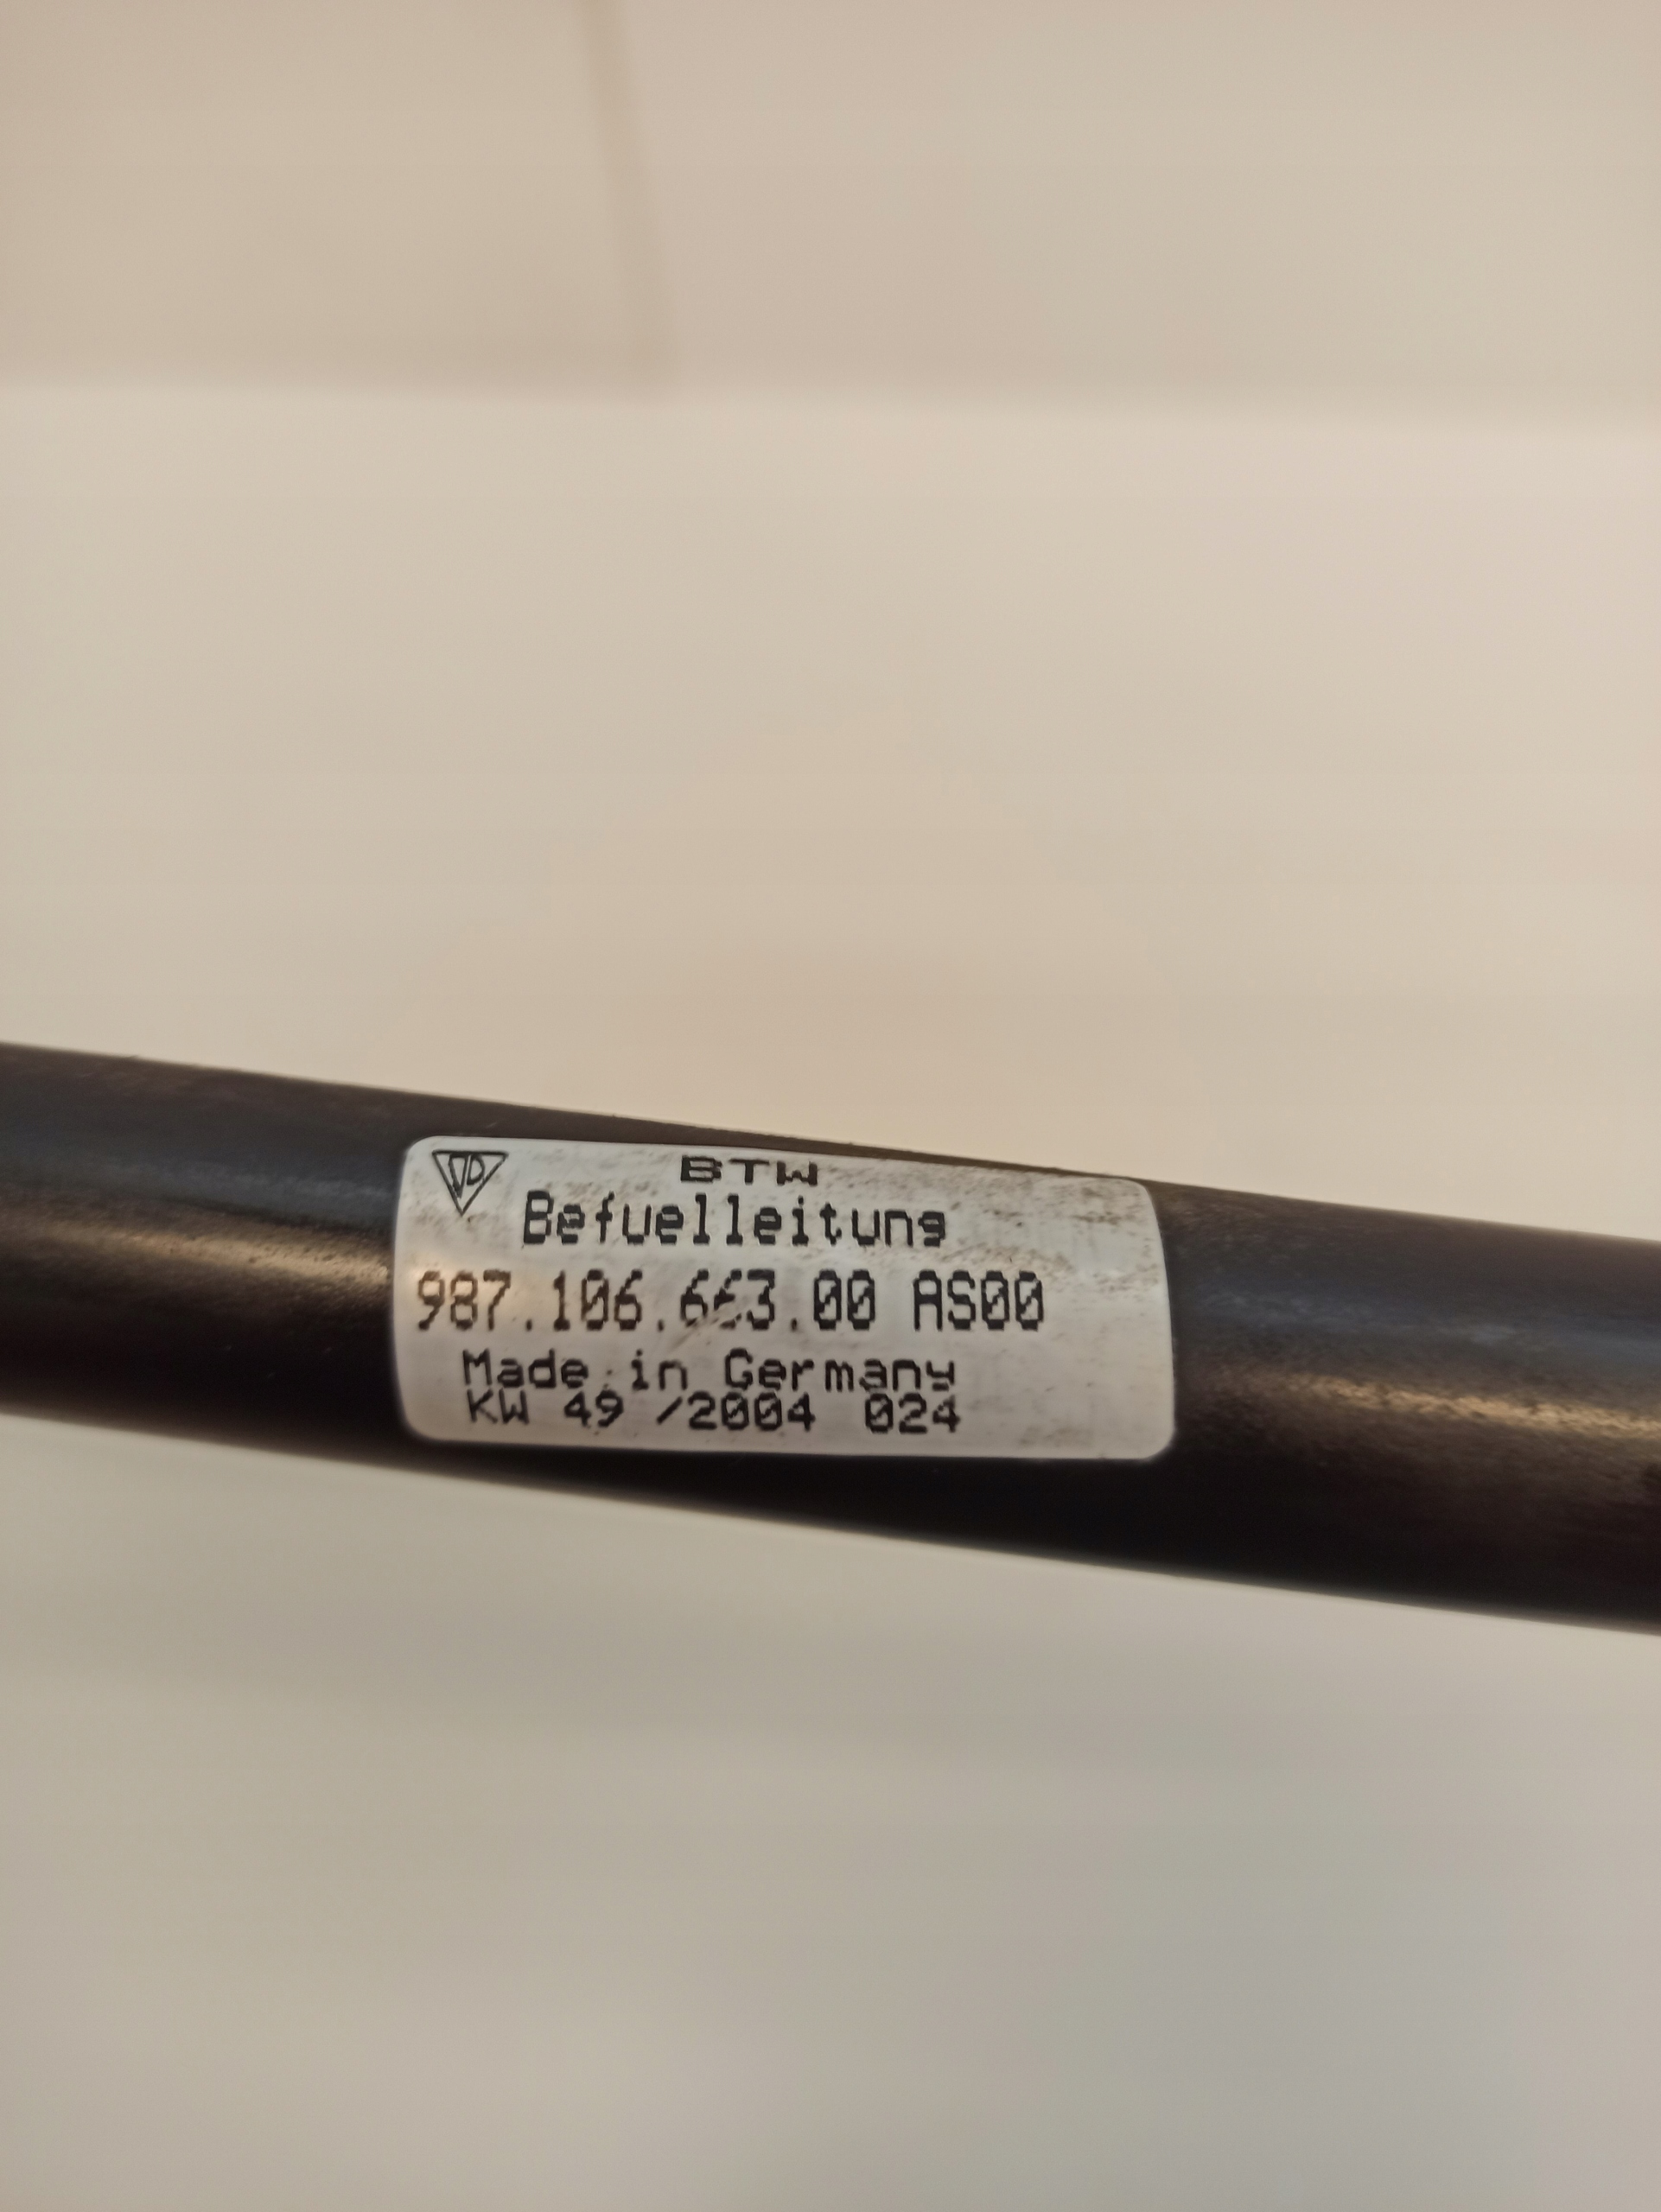 BTW
Befuelleitung
987.106.663.00 AS00
Made in Germany
KW 49 /2004 024